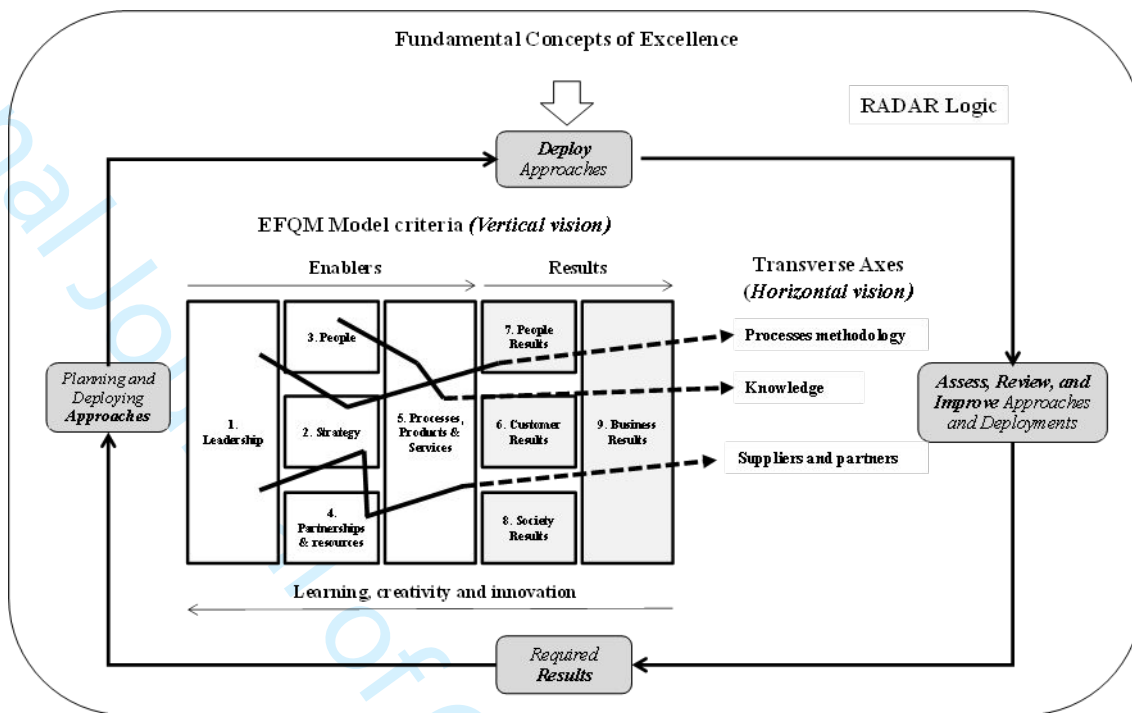 Fundamental Concepts of Excellence
RADAR Logic
Deploy
Approaches
EFQM Model criteria (Vertical vision)
Enablers
Results
Transverse Axes
(Horizontal vision)
3. People
7. People
Results
Processes methodology
Planning and
Deploying
Approaches
1.
Leadership
2. Strategy
5. Processes,
Products &
Services
6. Customer
Results
9. Business
Results
Knowledge
Assess, Review, and
Improve Approaches
and Deployments
Suppliers and partners
4.
Partnerships
& resources
8. Society
Results
Learning, creativity and innovation
Required
Results
nal Jo
of